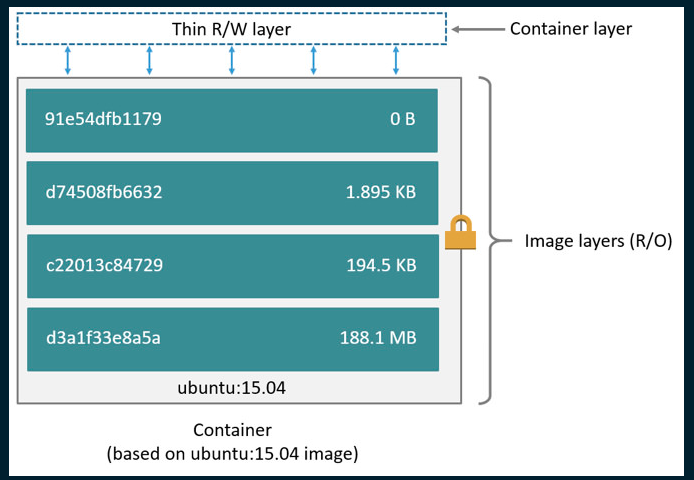 Thin R/W layer
Container layer
91e54dfb1179 0 B
d74508fb6632 1.895 KB
c22013c84729 194.5 KB
d3a1f33e8a5a 188.1 MB
Image layers (R/O)
ubuntu:15.04
Container
(based on ubuntu:15.04 image)